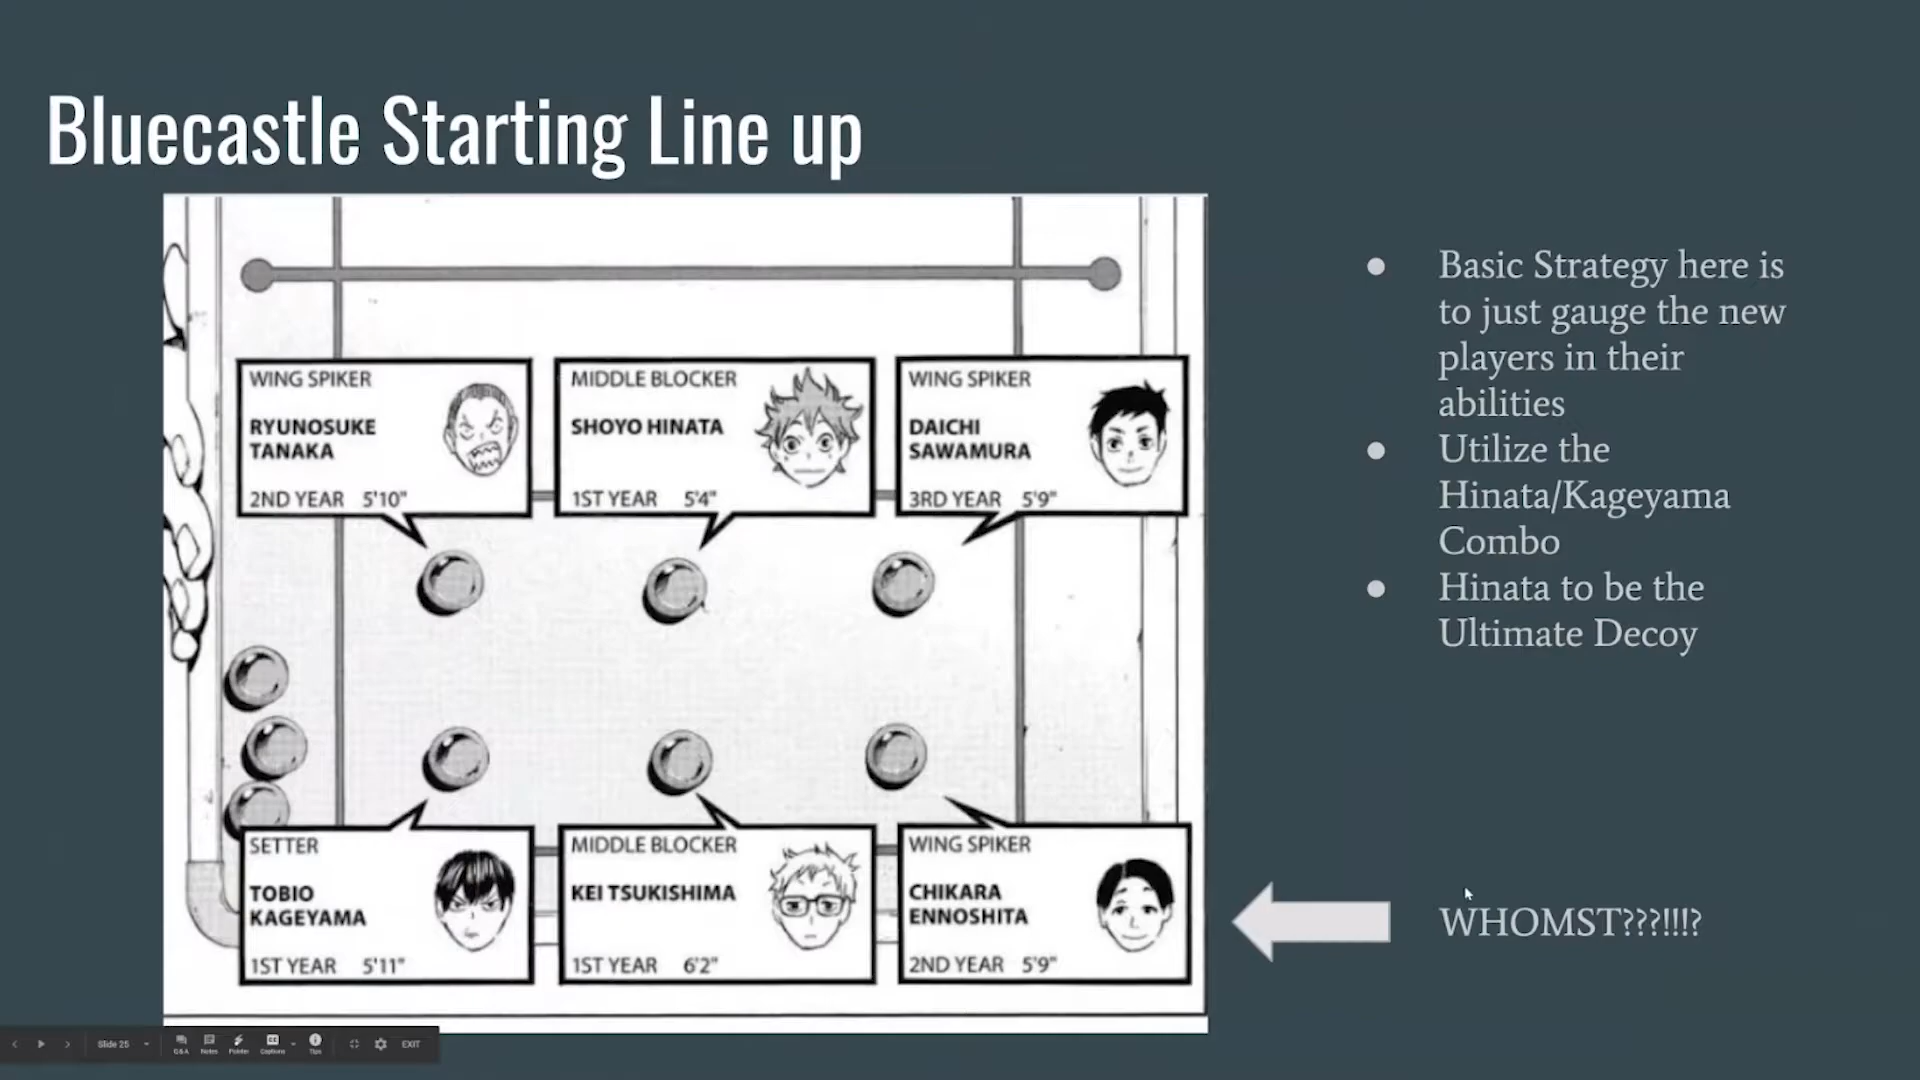 Bluecastle Starting Line up
WING SPIKER
RYUNOSUKE
TANAKA
2ND YEAR 5'10"
MIDDLE BLOCKER
SHOYO HINATA
1ST YEAR 5'4"
WING SPIKER
DAICHI
SAWAMURA
3RD YEAR 5'9"
SETTER
TOBIO
KAGEYAMA
1ST YEAR 5'11"
MIDDLE BLOCKER
KEI TSUKISHIMA
1ST YEAR 6'2"
WING SPIKER
CHIKARA
ENNOSHITA
2ND YEAR 5'9"
● Basic Strategy here is
to just gauge the new
players in their
abilities
● Utilize the
Hinata/Kageyama
Combo
● Hinata to be the
Ultimate Decoy
WHOMST???!!!?
Slide 25
Q&A Notes Pointer Captions Tips EXIT